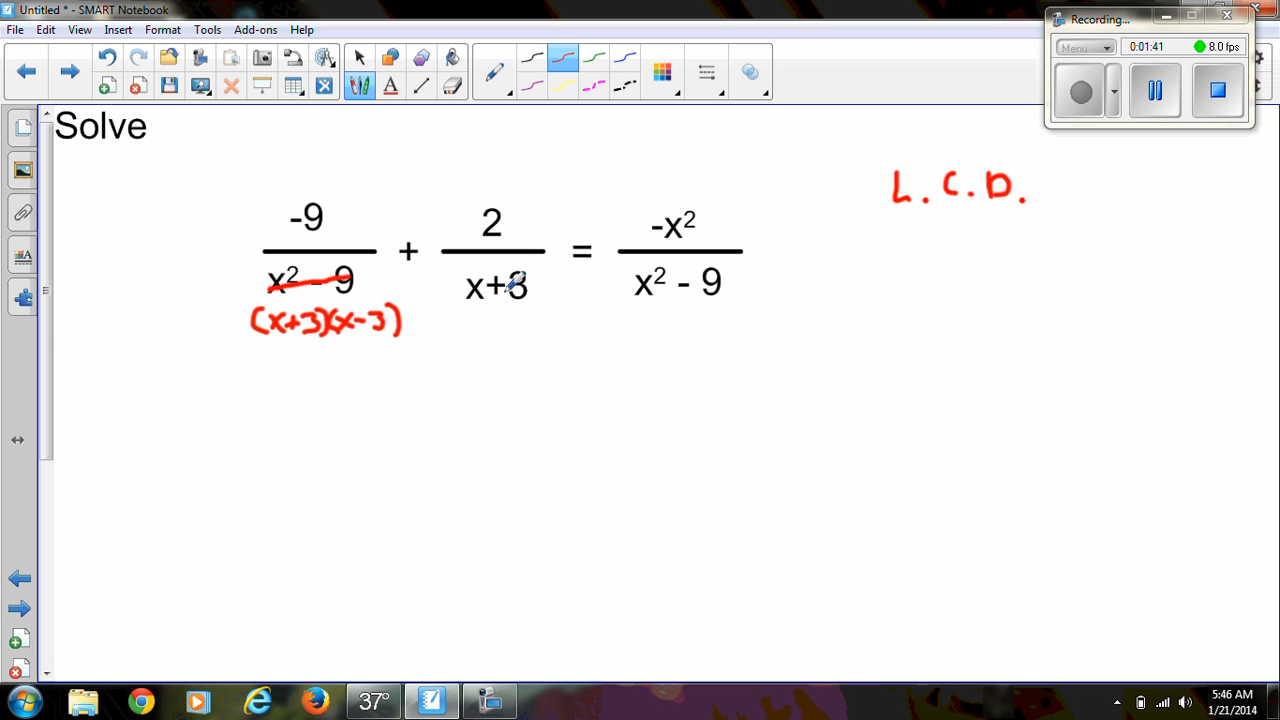 Untitled * - SMART Notebook
File Edit View Insert Format Tools Add-ons Help
Recording...
Menu 0:01:41 8.0 fps
Solve
L.C.D.
-9 + 2 = -x²
x² - 9 x+3 x² - 9
(x+3)(x-3)
37°
5:46 AM
1/21/2014